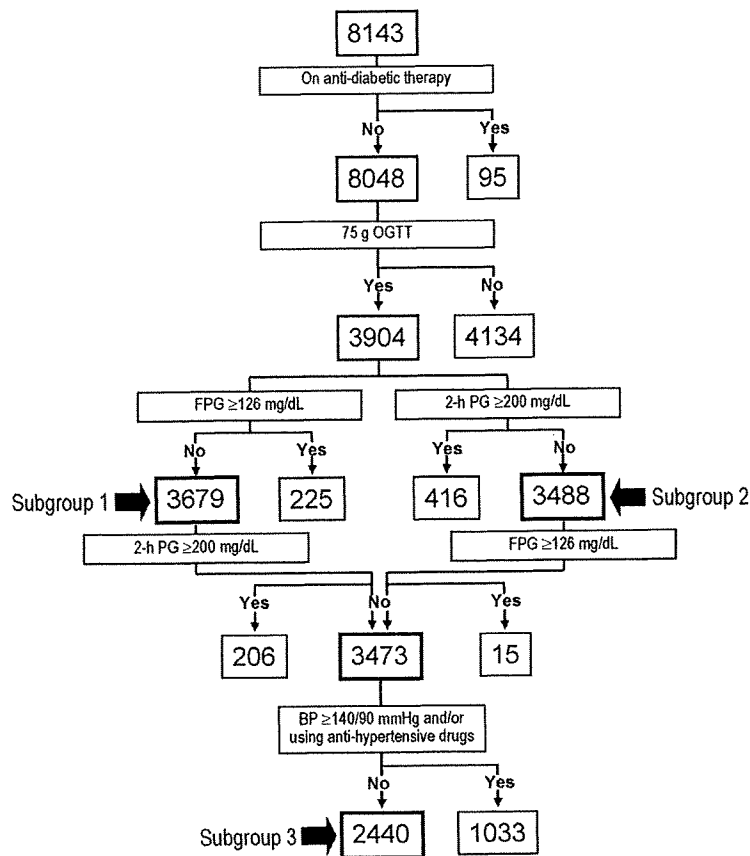 8143
On anti-diabetic therapy
No Yes
8048 95
75 g OGTT
Yes No
3904 4134
FPG ≥126 mg/dL 2-h PG ≥200 mg/dL
No Yes Yes No
Subgroup 1 3679 225 416 3488 Subgroup 2
2-h PG ≥200 mg/dL FPG ≥126 mg/dL
Yes No Yes
206 3473 15
BP ≥140/90 mmHg and/or
using anti-hypertensive drugs
No Yes
Subgroup 3 2440 1033